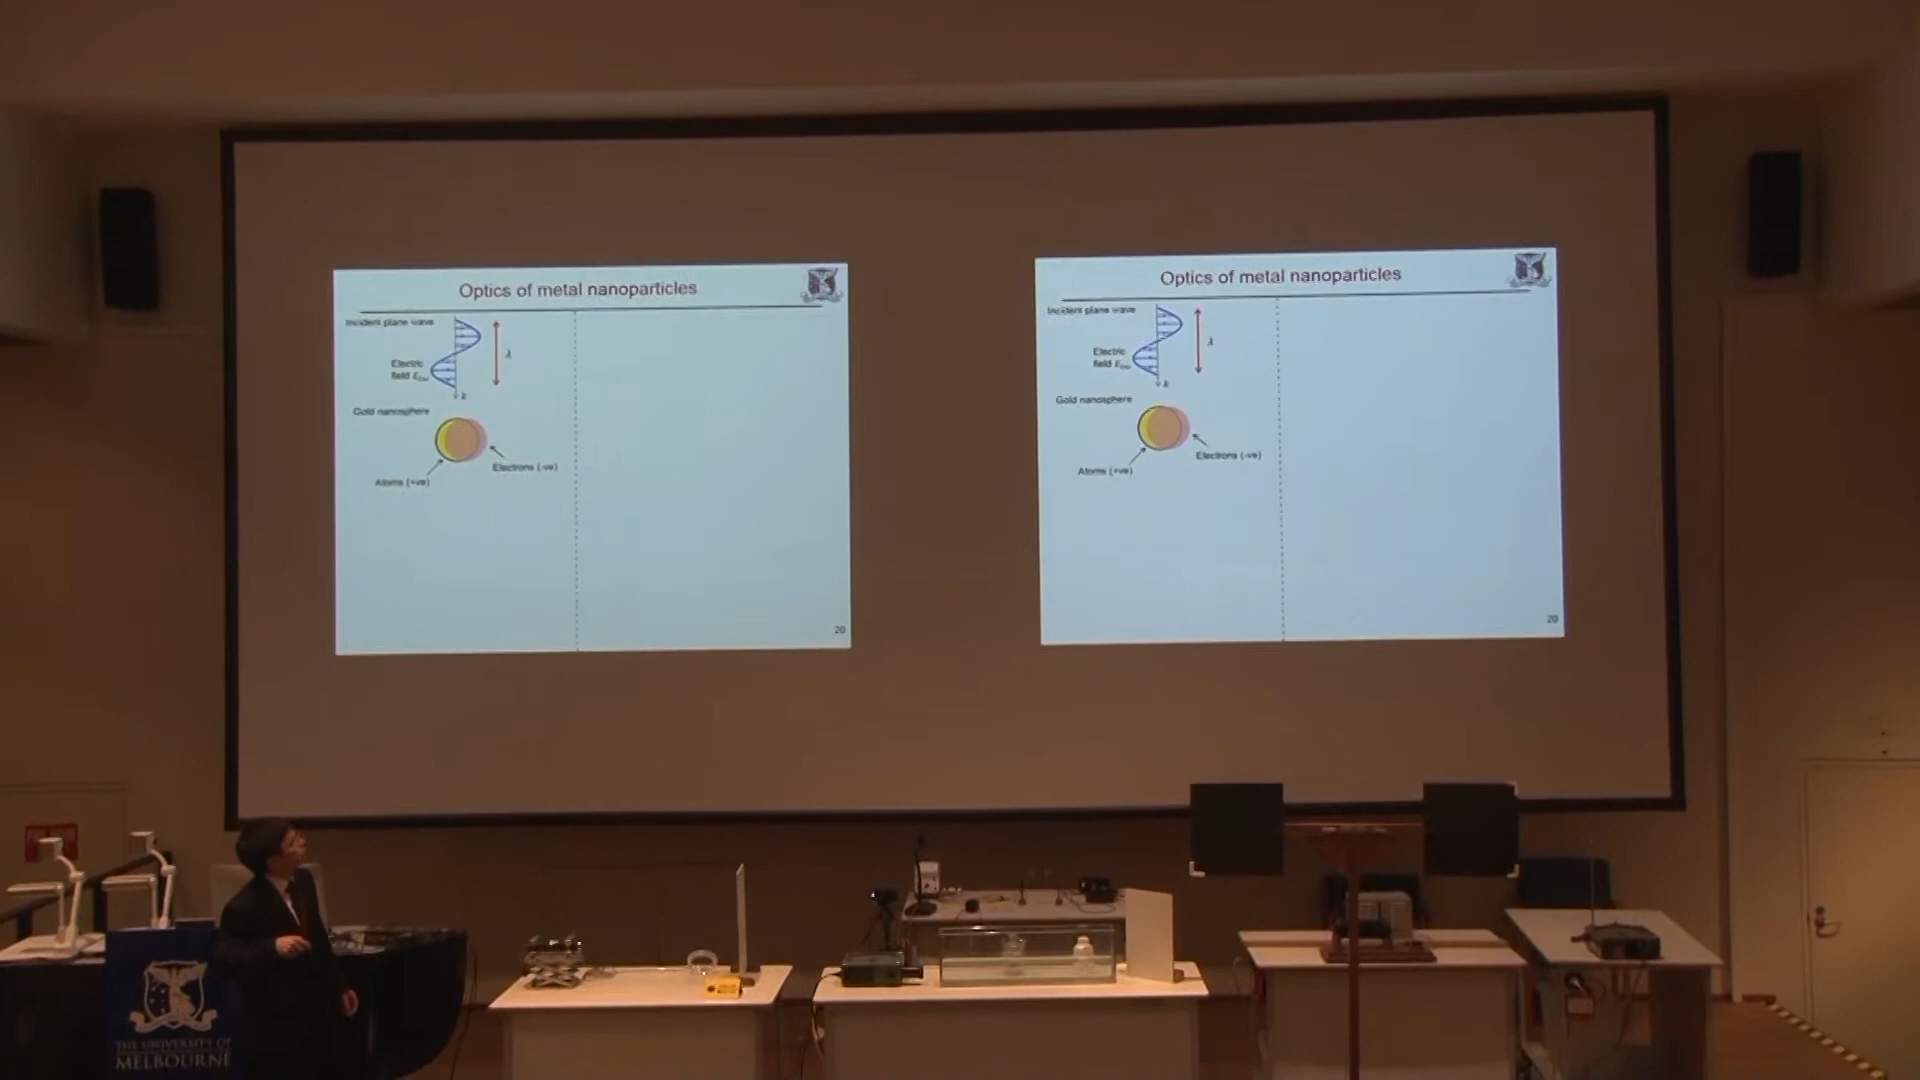 Optics of metal nanoparticles
Incident plane wave
λ
Electric
field E
k
Gold nanosphere
Electrons (-ve)
Atoms (+ve)
20
Optics of metal nanoparticles
Incident plane wave
λ
Electric
field E
k
Gold nanosphere
Electrons (-ve)
Atoms (+ve)
20
THE UNIVERSITY OF
MELBOURNE